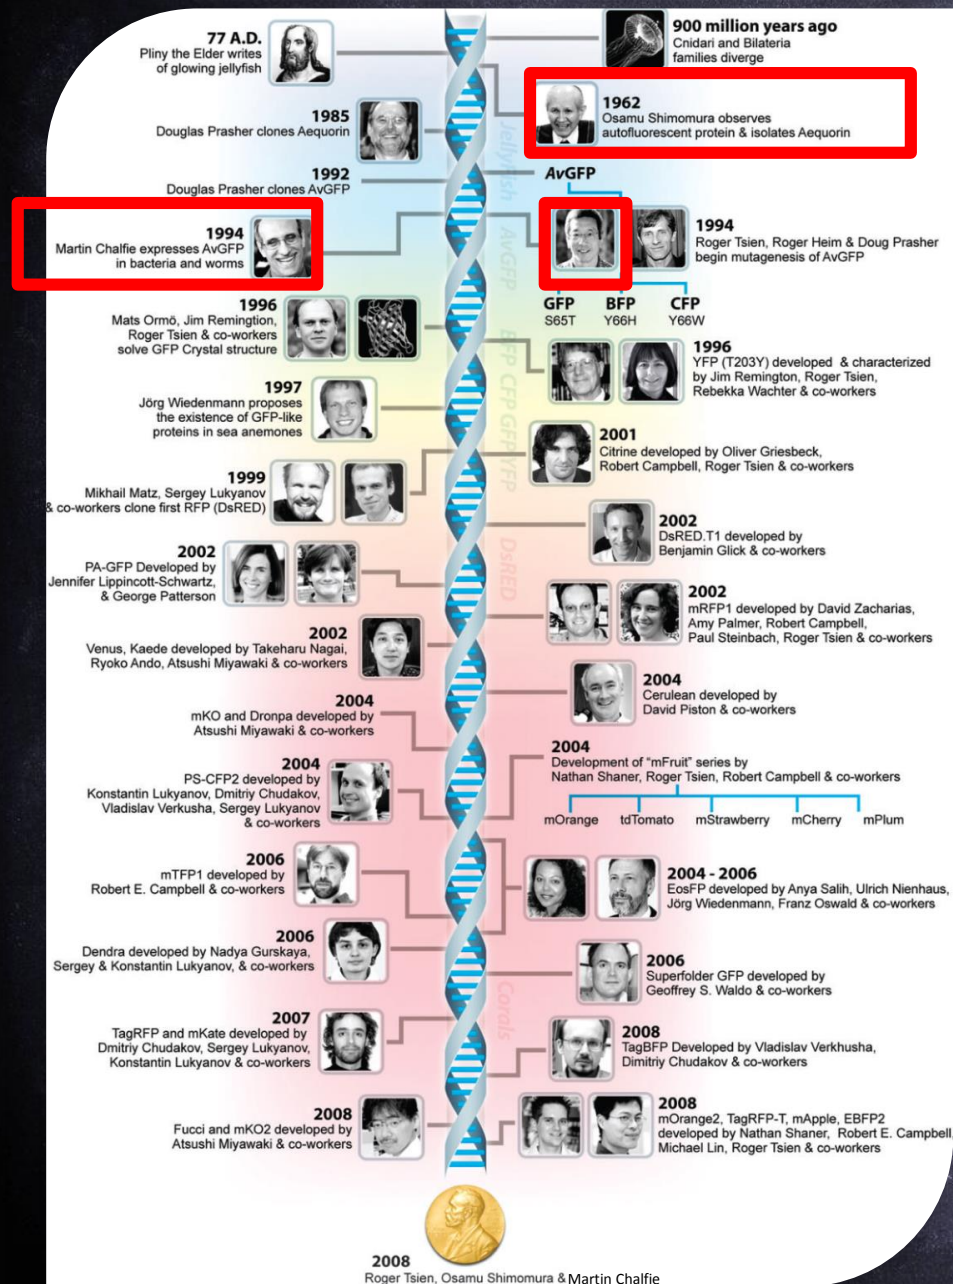 77 A.D.
Pliny the Elder writes
of glowing jellyfish
900 million years ago
Cnidari and Bilateria
families diverge
1962
Osamu Shimomura observes
autofluorescent protein & isolates Aequorin
1985
Douglas Prasher clones Aequorin
Jellyfish
1992
Douglas Prasher clones AvGFP
AvGFP
1994
Martin Chalfie expresses AvGFP
in bacteria and worms
1994
Roger Tsien, Roger Heim & Doug Prasher
begin mutagenesis of AvGFP
AvGFP
GFP BFP CFP
S65T Y66H Y66W
1996
Mats Ormö, Jim Remingtion,
Roger Tsien & co-workers
solve GFP Crystal structure
BFP CFP GFP YFP
1996
YFP (T203Y) developed & characterized
by Jim Remington, Roger Tsien,
Rebekka Wachter & co-workers
1997
Jörg Wiedenmann proposes
the existence of GFP-like
proteins in sea anemones
2001
Citrine developed by Oliver Griesbeck,
Robert Campbell, Roger Tsien & co-workers
1999
Mikhail Matz, Sergey Lukyanov
& co-workers clone first RFP (DsRED)
2002
DsRED.T1 developed by
Benjamin Glick & co-workers
DsRED
2002
PA-GFP Developed by
Jennifer Lippincott-Schwartz,
& George Patterson
2002
mRFP1 developed by David Zacharias,
Amy Palmer, Robert Campbell,
Paul Steinbach, Roger Tsien & co-workers
2002
Venus, Kaede developed by Takeharu Nagai,
Ryoko Ando, Atsushi Miyawaki & co-workers
2004
Cerulean developed by
David Piston & co-workers
2004
mKO and Dronpa developed by
Atsushi Miyawaki & co-workers
2004
Development of "mFruit" series by
Nathan Shaner, Roger Tsien, Robert Campbell & co-workers
mOrange tdTomato mStrawberry mCherry mPlum
2004
PS-CFP2 developed by
Konstantin Lukyanov, Dmitriy Chudakov,
Vladislav Verkusha, Sergey Lukyanov
& co-workers
2006
mTFP1 developed by
Robert E. Campbell & co-workers
2004 - 2006
EosFP developed by Anya Salih, Ulrich Nienhaus,
Jörg Wiedenmann, Franz Oswald & co-workers
2006
Dendra developed by Nadya Gurskaya,
Sergey & Konstantin Lukyanov, & co-workers
2006
Superfolder GFP developed by
Geoffrey S. Waldo & co-workers
Corals
2007
TagRFP and mKate developed by
Dmitriy Chudakov, Sergey Lukyanov,
Konstantin Lukyanov & co-workers
2008
TagBFP Developed by Vladislav Verkhusha,
Dimitriy Chudakov & co-workers
2008
Fucci and mKO2 developed by
Atsushi Miyawaki & co-workers
2008
mOrange2, TagRFP-T, mApple, EBFP2
developed by Nathan Shaner, Robert E. Campbell,
Michael Lin, Roger Tsien & co-workers
2008
Roger Tsien, Osamu Shimomura & Martin Chalfie